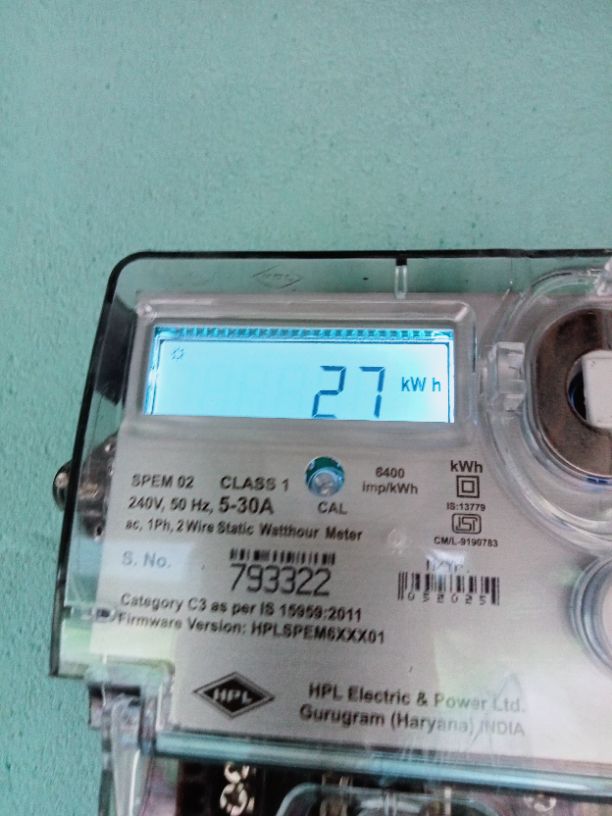 HPL
27 kWh
SPEM 02 CLASS 1
6400 imp/kWh
kWh
240V, 50 Hz, 5-30A
CAL
IS:13779
ac, 1Ph, 2 Wire Static Watthour Meter
CM/L-9190783
S. No.
793322
052025
Category C3 as per IS 15959:2011
Firmware Version: HPLSPEM6XXX01
HPL
HPL Electric & Power Ltd.
Gurugram (Haryana) INDIA